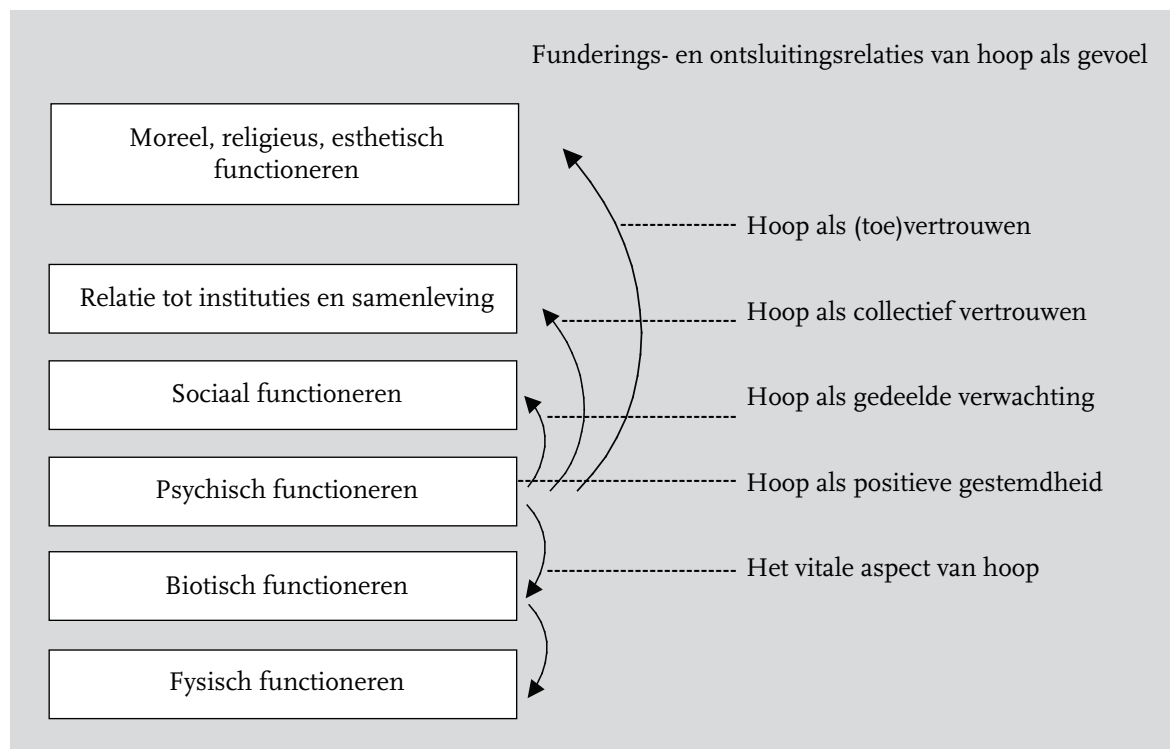 Funderings- en ontsluitingsrelaties van hoop als gevoel
Moreel, religieus, esthetisch
functioneren
Hoop als (toe)vertrouwen
Relatie tot instituties en samenleving
Hoop als collectief vertrouwen
Sociaal functioneren
Hoop als gedeelde verwachting
Psychisch functioneren
Hoop als positieve gestemdheid
Biotisch functioneren
Het vitale aspect van hoop
Fysisch functioneren